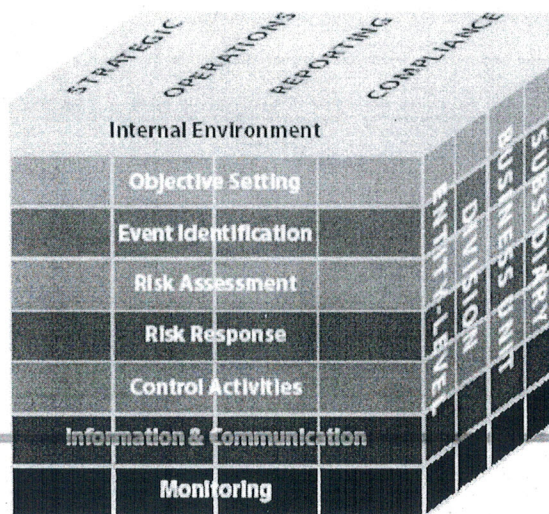 STRATEGIC
OPERATIONS
REPORTING
COMPLIANCE
Internal Environment
Objective Setting
Event Identification
Risk Assessment
Risk Response
Control Activities
Information & Communication
Monitoring
ENTITY-LEVEL
DIVISION
BUSINESS UNIT
SUBSIDIARY